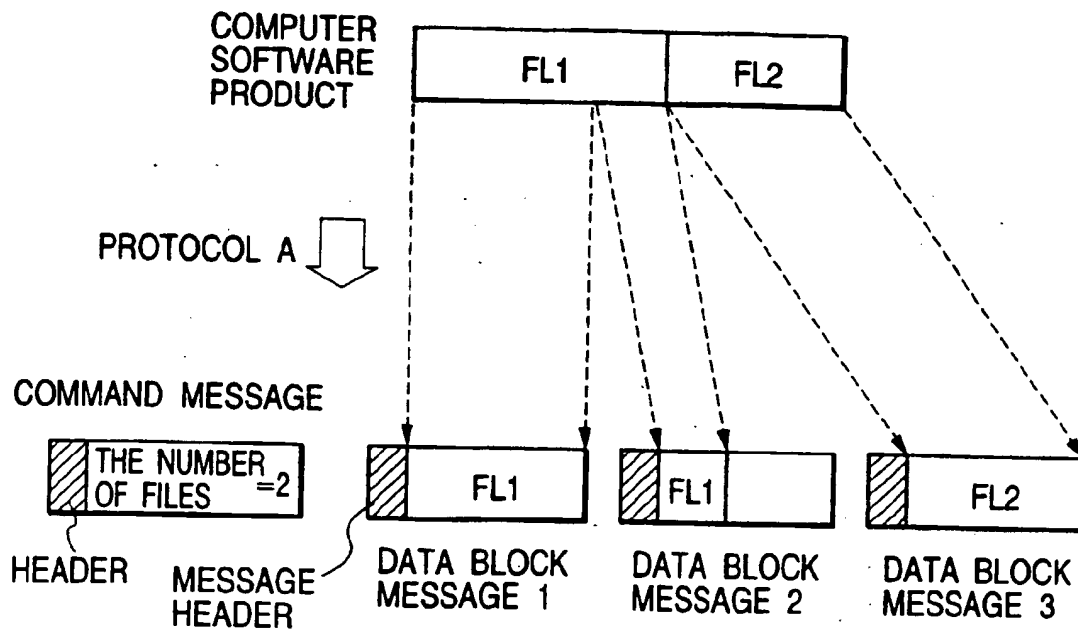 COMPUTER
SOFTWARE
PRODUCT
FL1
FL2
PROTOCOL A
COMMAND MESSAGE
THE NUMBER
OF FILES =2
FL1
FL1
FL2
HEADER
MESSAGE
HEADER
DATA BLOCK
MESSAGE 1
DATA BLOCK
MESSAGE 2
DATA BLOCK
MESSAGE 3